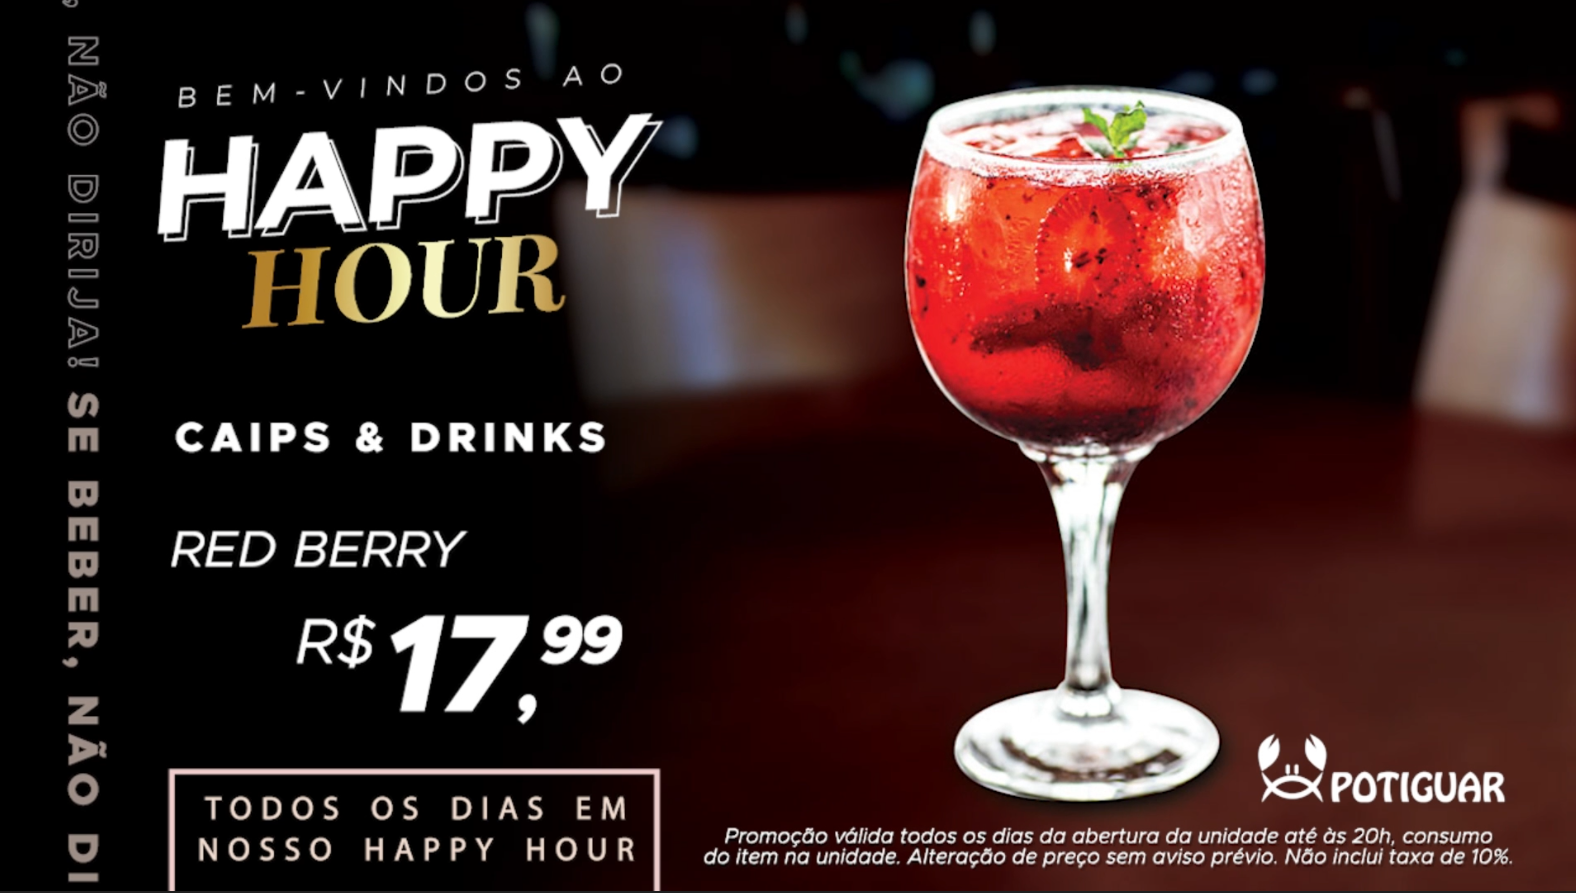 , NÃO DIRIJA! SE BEBER, NÃO DI
BEM-VINDOS AO
HAPPY
HOUR
CAIPS & DRINKS
RED BERRY
R$ 17,99
TODOS OS DIAS EM
NOSSO HAPPY HOUR
POTIGUAR
Promoção válida todos os dias da abertura da unidade até às 20h, consumo
do item na unidade. Alteração de preço sem aviso prévio. Não inclui taxa de 10%.